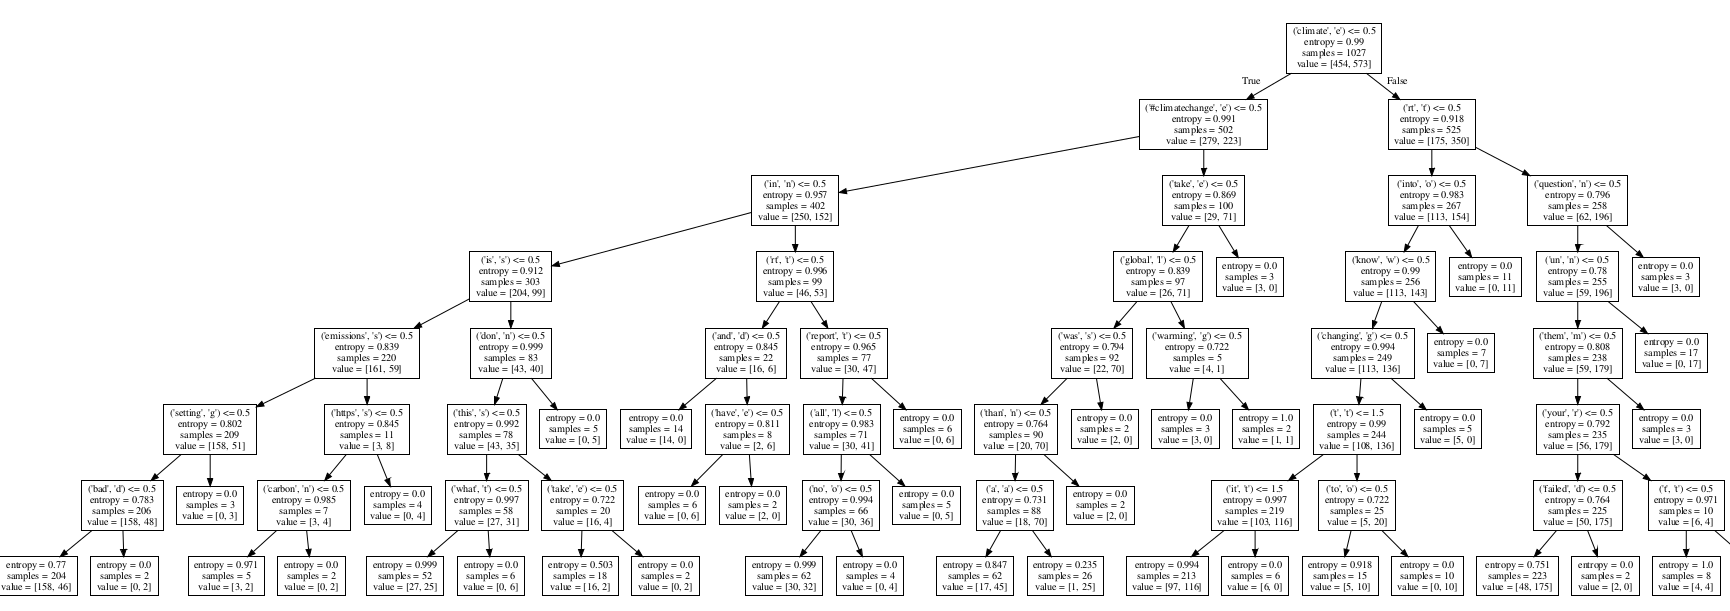 ('climate', 'e') <= 0.5
entropy = 0.99
samples = 1027
value = [454, 573]
True
False
('#climatechange', 'e') <= 0.5
entropy = 0.991
samples = 502
value = [279, 223]
('rt', 't') <= 0.5
entropy = 0.918
samples = 525
value = [175, 350]
('in', 'n') <= 0.5
entropy = 0.957
samples = 402
value = [250, 152]
('take', 'e') <= 0.5
entropy = 0.869
samples = 100
value = [29, 71]
('into', 'o') <= 0.5
entropy = 0.983
samples = 267
value = [113, 154]
('question', 'n') <= 0.5
entropy = 0.796
samples = 258
value = [62, 196]
('is', 's') <= 0.5
entropy = 0.912
samples = 303
value = [204, 99]
('rt', 't') <= 0.5
entropy = 0.996
samples = 99
value = [46, 53]
('global', 'l') <= 0.5
entropy = 0.839
samples = 97
value = [26, 71]
entropy = 0.0
samples = 3
value = [3, 0]
('know', 'w') <= 0.5
entropy = 0.99
samples = 256
value = [113, 143]
entropy = 0.0
samples = 11
value = [0, 11]
('un', 'n') <= 0.5
entropy = 0.78
samples = 255
value = [59, 196]
entropy = 0.0
samples = 3
value = [3, 0]
('emissions', 's') <= 0.5
entropy = 0.839
samples = 220
value = [161, 59]
('don', 'n') <= 0.5
entropy = 0.999
samples = 83
value = [43, 40]
('and', 'd') <= 0.5
entropy = 0.845
samples = 22
value = [16, 6]
('report', 't') <= 0.5
entropy = 0.965
samples = 77
value = [30, 47]
('was', 's') <= 0.5
entropy = 0.794
samples = 92
value = [22, 70]
('warming', 'g') <= 0.5
entropy = 0.722
samples = 5
value = [4, 1]
('changing', 'g') <= 0.5
entropy = 0.994
samples = 249
value = [113, 136]
entropy = 0.0
samples = 7
value = [0, 7]
('them', 'm') <= 0.5
entropy = 0.808
samples = 238
value = [59, 179]
entropy = 0.0
samples = 17
value = [0, 17]
('setting', 'g') <= 0.5
entropy = 0.802
samples = 209
value = [158, 51]
('https', 's') <= 0.5
entropy = 0.845
samples = 11
value = [3, 8]
('this', 's') <= 0.5
entropy = 0.992
samples = 78
value = [43, 35]
entropy = 0.0
samples = 5
value = [0, 5]
entropy = 0.0
samples = 14
value = [14, 0]
('have', 'e') <= 0.5
entropy = 0.811
samples = 8
value = [2, 6]
('all', 'l') <= 0.5
entropy = 0.983
samples = 71
value = [30, 41]
entropy = 0.0
samples = 6
value = [0, 6]
('than', 'n') <= 0.5
entropy = 0.764
samples = 90
value = [20, 70]
entropy = 0.0
samples = 2
value = [2, 0]
entropy = 0.0
samples = 3
value = [3, 0]
entropy = 1.0
samples = 2
value = [1, 1]
('t', 't') <= 1.5
entropy = 0.99
samples = 244
value = [108, 136]
entropy = 0.0
samples = 5
value = [5, 0]
('your', 'r') <= 0.5
entropy = 0.792
samples = 235
value = [56, 179]
entropy = 0.0
samples = 3
value = [3, 0]
('bad', 'd') <= 0.5
entropy = 0.783
samples = 206
value = [158, 48]
entropy = 0.0
samples = 3
value = [0, 3]
('carbon', 'n') <= 0.5
entropy = 0.985
samples = 7
value = [3, 4]
entropy = 0.0
samples = 4
value = [0, 4]
('what', 't') <= 0.5
entropy = 0.997
samples = 58
value = [27, 31]
('take', 'e') <= 0.5
entropy = 0.722
samples = 20
value = [16, 4]
entropy = 0.0
samples = 6
value = [0, 6]
entropy = 0.0
samples = 2
value = [2, 0]
('no', 'o') <= 0.5
entropy = 0.994
samples = 66
value = [30, 36]
entropy = 0.0
samples = 5
value = [0, 5]
('a', 'a') <= 0.5
entropy = 0.731
samples = 88
value = [18, 70]
entropy = 0.0
samples = 2
value = [2, 0]
('it', 't') <= 1.5
entropy = 0.997
samples = 219
value = [103, 116]
('to', 'o') <= 0.5
entropy = 0.722
samples = 25
value = [5, 20]
('failed', 'd') <= 0.5
entropy = 0.764
samples = 225
value = [50, 175]
('t', 't') <= 0.5
entropy = 0.971
samples = 10
value = [6, 4]
entropy = 0.77
samples = 204
value = [158, 46]
entropy = 0.0
samples = 2
value = [0, 2]
entropy = 0.971
samples = 5
value = [3, 2]
entropy = 0.0
samples = 2
value = [0, 2]
entropy = 0.999
samples = 52
value = [27, 25]
entropy = 0.0
samples = 6
value = [0, 6]
entropy = 0.503
samples = 18
value = [16, 2]
entropy = 0.0
samples = 2
value = [0, 2]
entropy = 0.999
samples = 62
value = [30, 32]
entropy = 0.0
samples = 4
value = [0, 4]
entropy = 0.847
samples = 62
value = [17, 45]
entropy = 0.235
samples = 26
value = [1, 25]
entropy = 0.994
samples = 213
value = [97, 116]
entropy = 0.0
samples = 6
value = [6, 0]
entropy = 0.918
samples = 15
value = [5, 10]
entropy = 0.0
samples = 10
value = [0, 10]
entropy = 0.751
samples = 223
value = [48, 175]
entropy = 0.0
samples = 2
value = [2, 0]
entropy = 1.0
samples = 8
value = [4, 4]